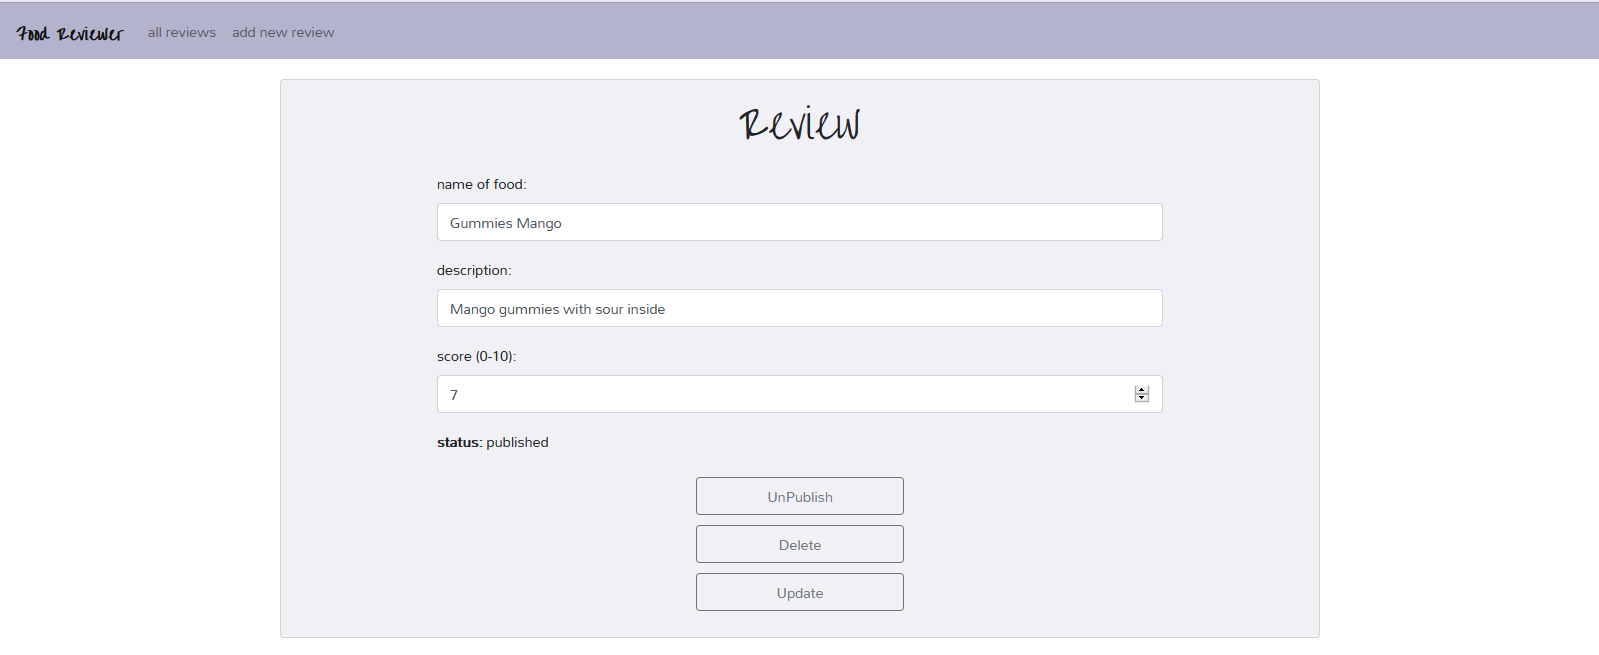 Food Reviewer all reviews add new review
Review
name of food:
Gummies Mango
description:
Mango gummies with sour inside
score (0-10):
7
status: published
UnPublish
Delete
Update